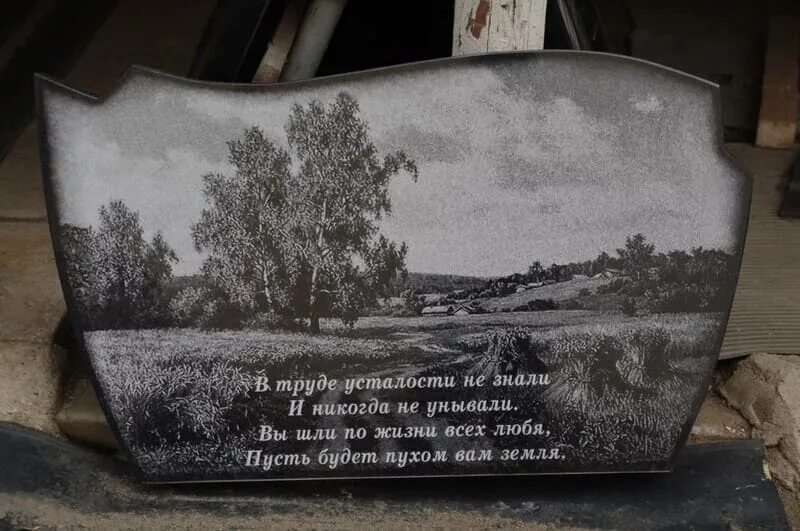 В труде усталости не знали
И никогда не унывали.
Вы шли по жизни всех любя,
Пусть будет пухом вам земля.